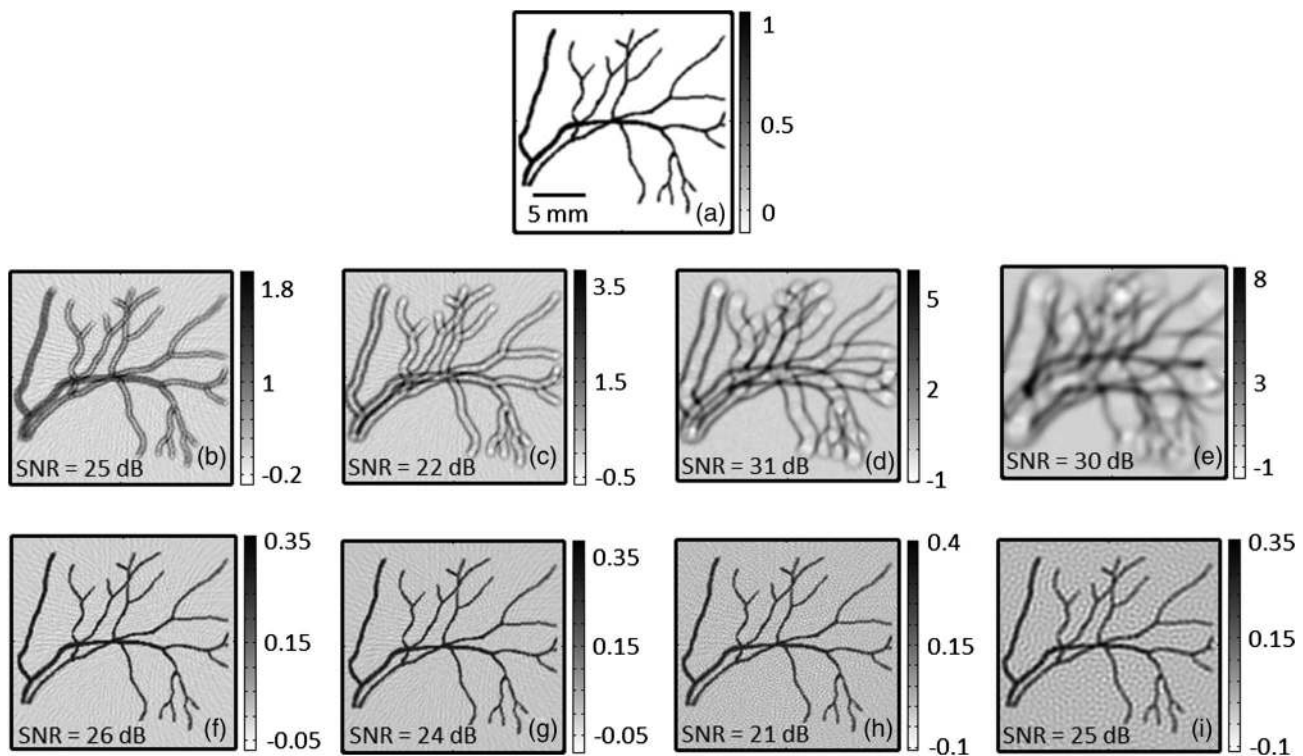 1
0.5
0
5 mm
(a)
1.8
1
-0.2
SNR = 25 dB
(b)
3.5
1.5
-0.5
SNR = 22 dB
(c)
5
2
-1
SNR = 31 dB
(d)
8
3
-1
SNR = 30 dB
(e)
0.35
0.15
-0.05
SNR = 26 dB
(f)
0.35
0.15
-0.05
SNR = 24 dB
(g)
0.4
0.15
-0.1
SNR = 21 dB
(h)
0.35
0.15
-0.1
SNR = 25 dB
(i)